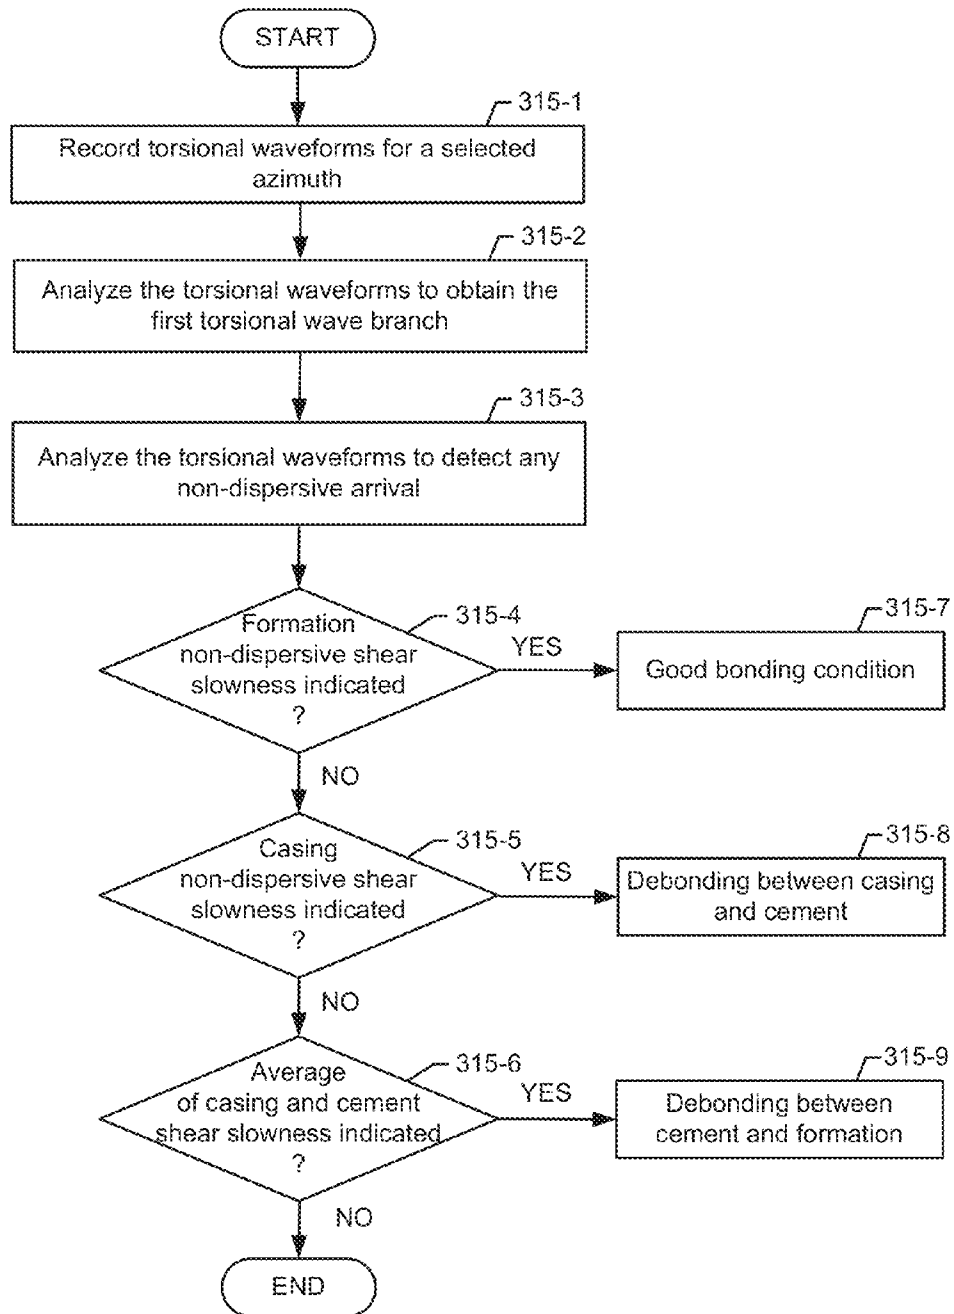 START
315-1
Record torsional waveforms for a selected
azimuth
315-2
Analyze the torsional waveforms to obtain the
first torsional wave branch
315-3
Analyze the torsional waveforms to detect any
non-dispersive arrival
315-4
Formation
non-dispersive shear
slowness indicated
?
YES
315-7
Good bonding condition
NO
315-5
Casing
non-dispersive shear
slowness indicated
?
YES
315-8
Debonding between casing
and cement
NO
315-6
Average
of casing and cement
shear slowness indicated
?
YES
315-9
Debonding between
cement and formation
NO
END